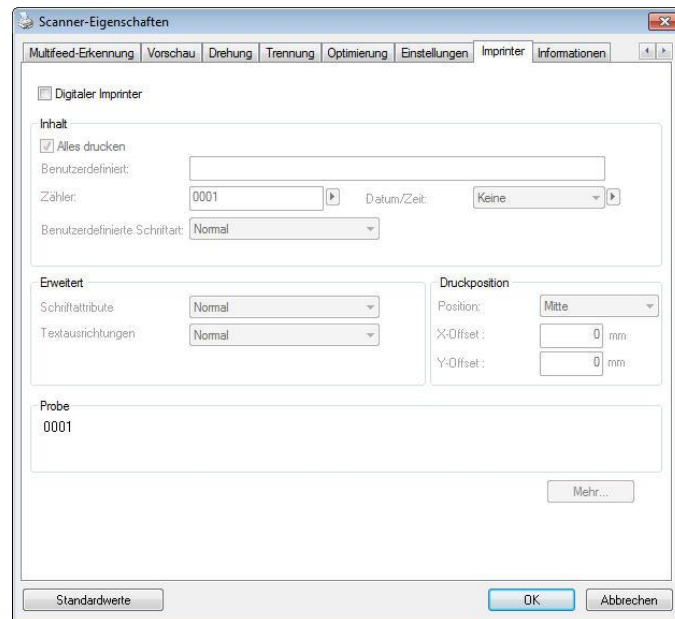 Scanner-Eigenschaften
Multifeed-Erkennung Vorschau Drehung Trennung Optimierung Einstellungen Imprinter Informationen
Digitaler Imprinter
Inhalt
Alles drucken
Benutzerdefiniert:
Zähler: 0001 Datum/Zeit: Keine
Benutzerdefinierte Schriftart: Normal
Erweitert Druckposition
Schriftattribute Normal Position: Mitte
Textausrichtungen Normal X-Offset : 0 mm
Y-Offset : 0 mm
Probe
0001
Mehr...
Standardwerte OK Abbrechen